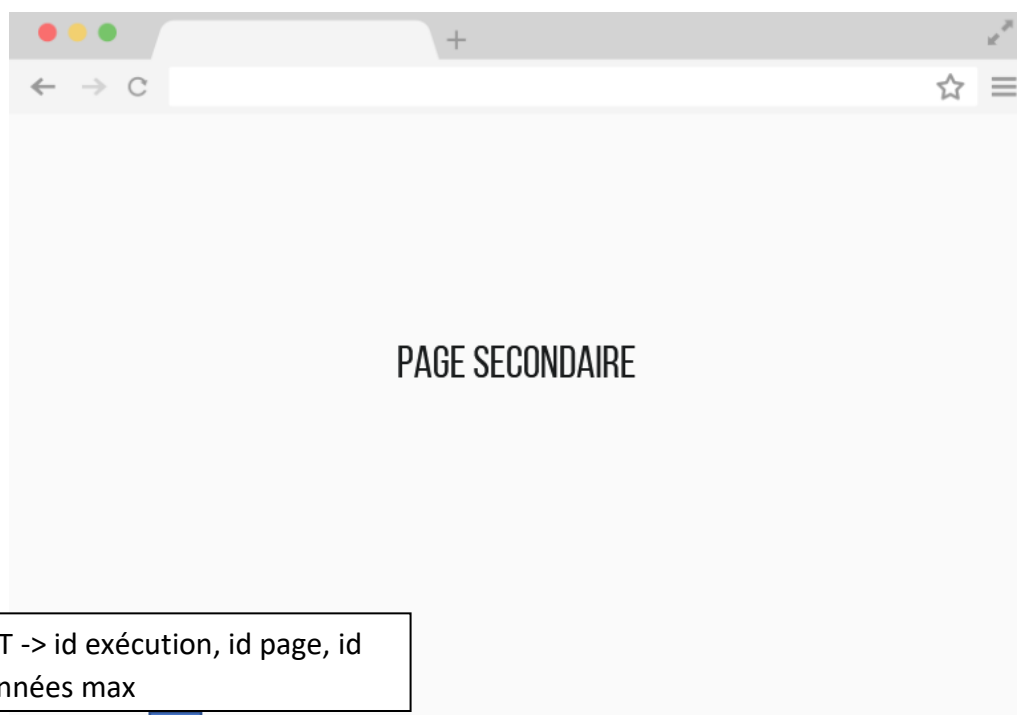 PAGE SECONDAIRE
T -> id exécution, id page, id
nnées max